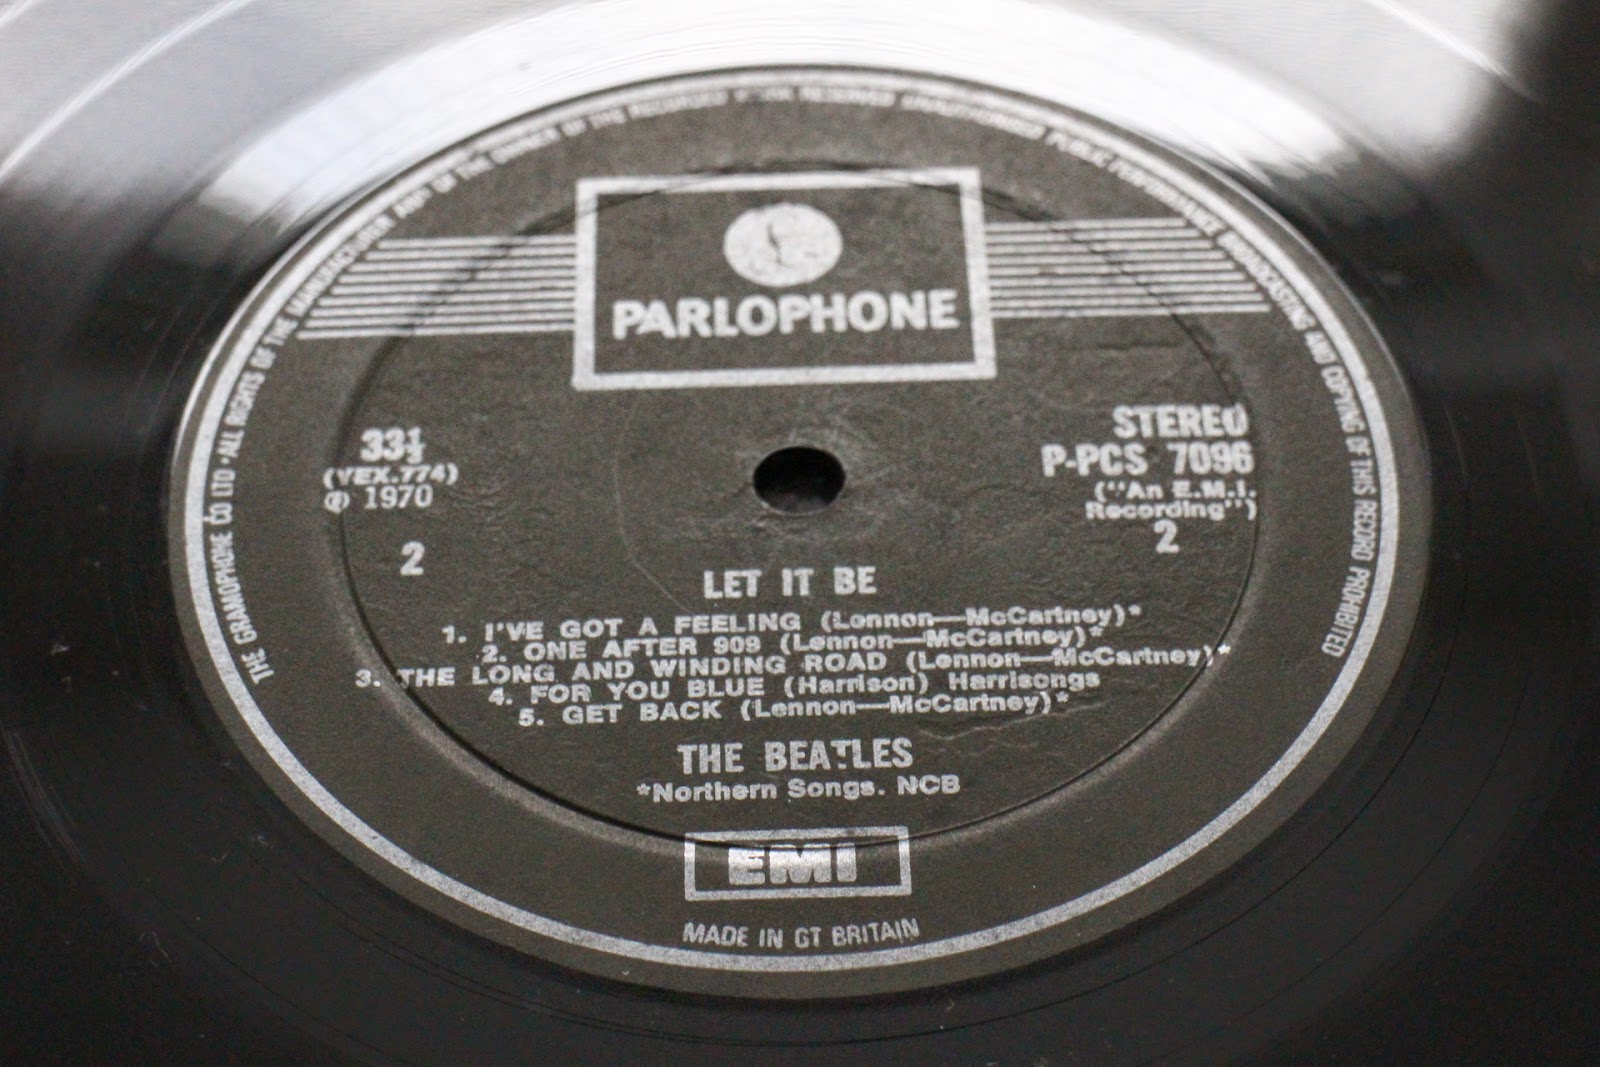 THE GRAMOPHONE CO LTD · ALL RIGHTS OF THE MANUFACTURER AND OF THE OWNER OF THE RECORDED WORK RESERVED UNAUTHORISED PUBLIC PERFORMANCE BROADCASTING AND COPYING OF THIS RECORD PROHIBITED
PARLOPHONE
33⅓
(YEX.774)
℗ 1970
2
STEREO
P-PCS 7096
("An E.M.I.
Recording")
2
LET IT BE
1. I'VE GOT A FEELING (Lennon—McCartney)*
2. ONE AFTER 909 (Lennon—McCartney)*
3. THE LONG AND WINDING ROAD (Lennon—McCartney)*
4. FOR YOU BLUE (Harrison) Harrisongs
5. GET BACK (Lennon—McCartney)*
THE BEATLES
*Northern Songs. NCB
EMI
MADE IN GT BRITAIN